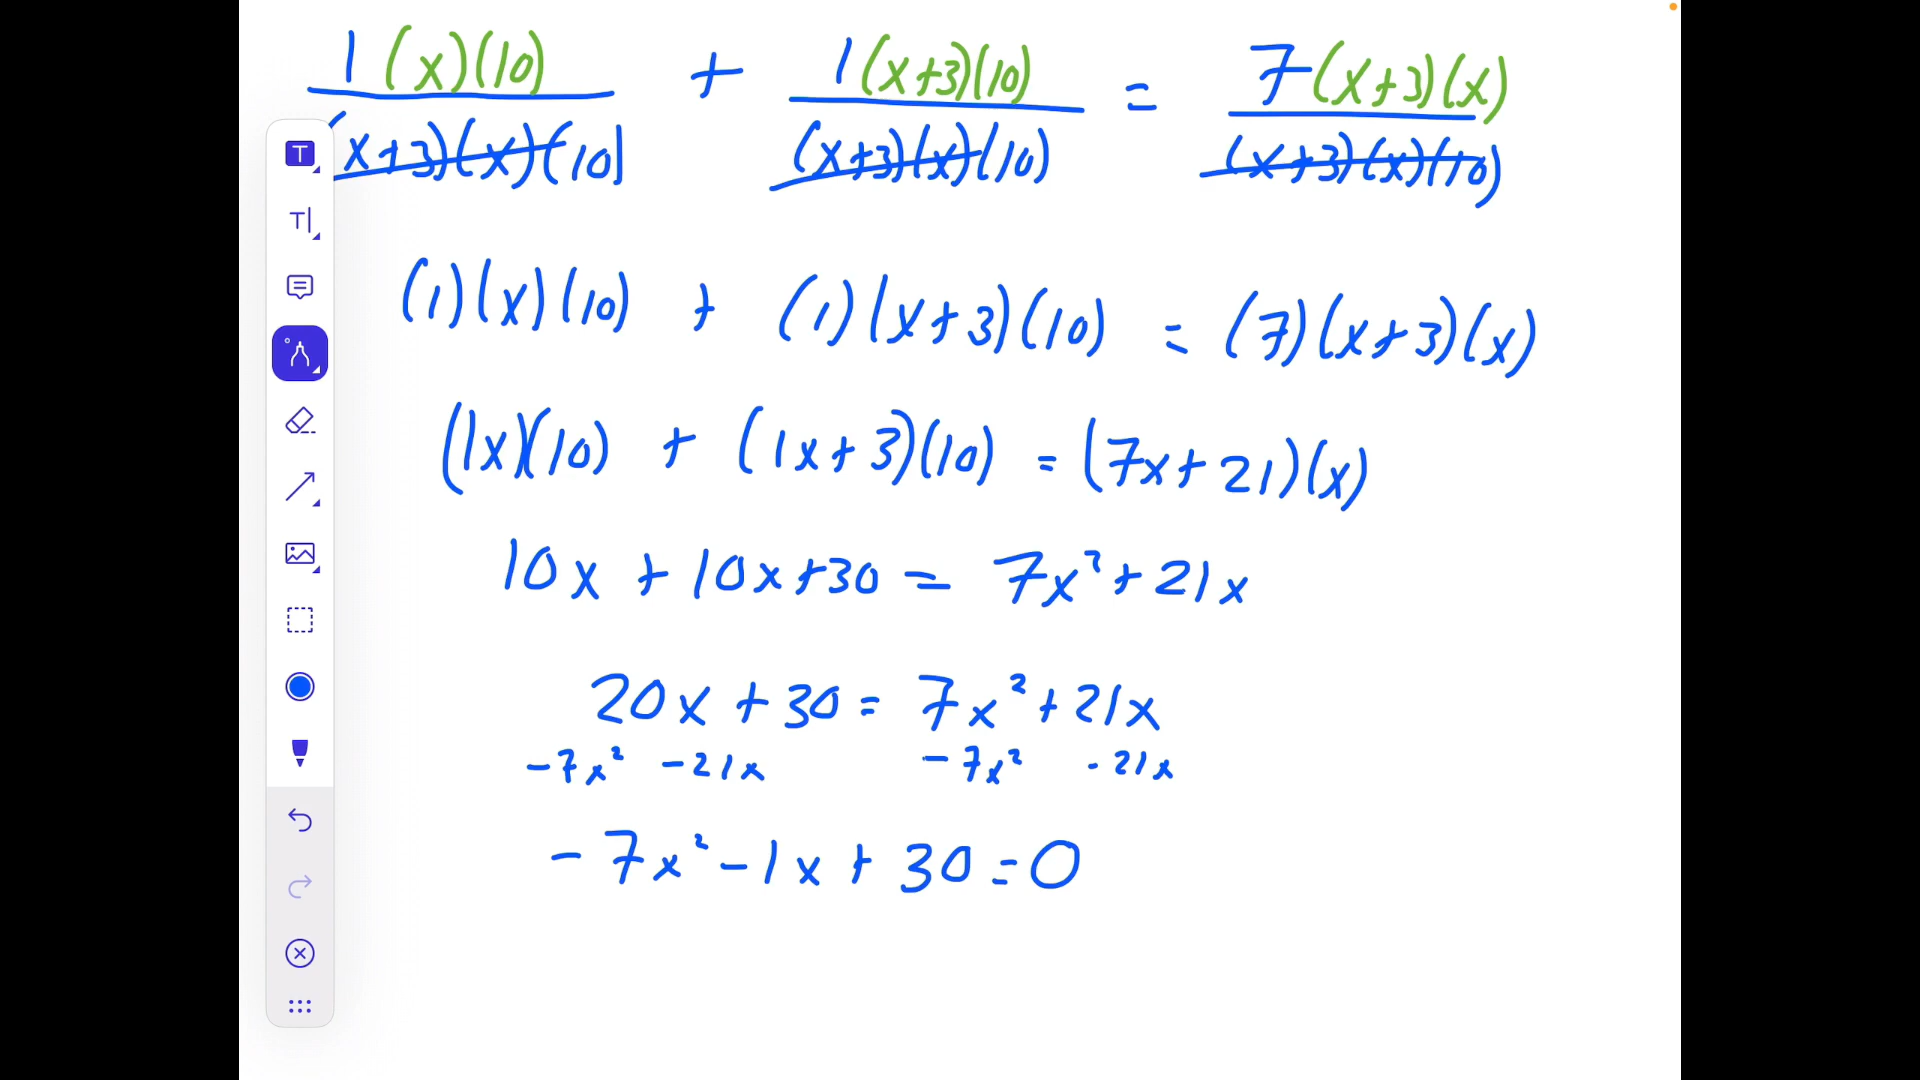 1(x)(10) + 1(x+3)(10) = 7(x+3)(x)
(x+3)(x)(10) (x+3)(x)(10) (x+3)(x)(10)
(1)(x)(10) + (1)(x+3)(10) = (7)(x+3)(x)
(1x)(10) + (1x+3)(10) = (7x+21)(x)
10x + 10x+30 = 7x²+21x
20x + 30 = 7x²+21x
-7x² -21x -7x² -21x
-7x²-1x + 30=0
T
T